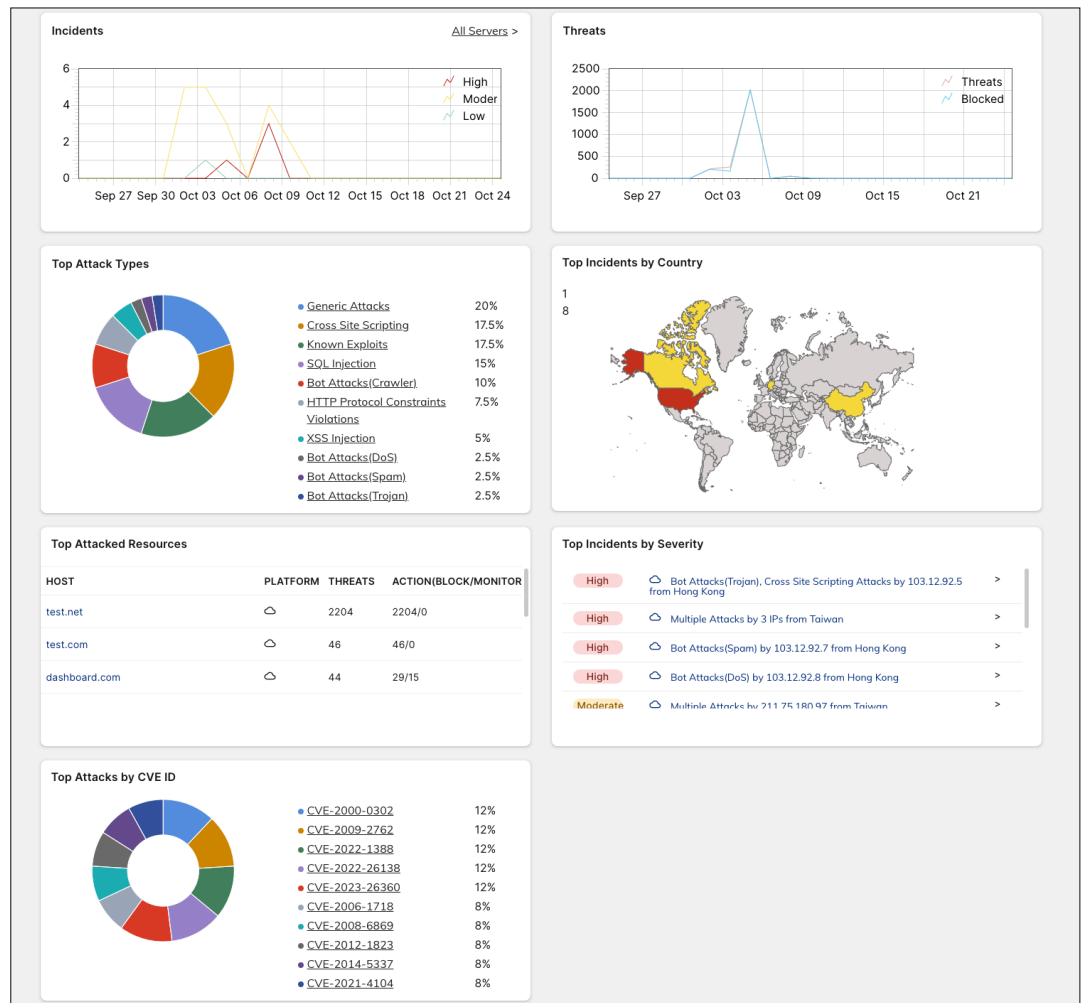 Incidents
All Servers >
6
4
2
0
High
Moder
Low
Sep 27 Sep 30 Oct 03 Oct 06 Oct 09 Oct 12 Oct 15 Oct 18 Oct 21 Oct 24
Threats
2500
2000
1500
1000
500
0
Threats
Blocked
Sep 27 Oct 03 Oct 09 Oct 15 Oct 21
Top Attack Types
Generic Attacks 20%
Cross Site Scripting 17.5%
Known Exploits 17.5%
SQL Injection 15%
Bot Attacks(Crawler) 10%
HTTP Protocol Constraints 7.5%
Violations
XSS Injection 5%
Bot Attacks(DoS) 2.5%
Bot Attacks(Spam) 2.5%
Bot Attacks(Trojan) 2.5%
Top Incidents by Country
1
8
Top Attacked Resources
HOST PLATFORM THREATS ACTION(BLOCK/MONITOR
test.net 2204 2204/0
test.com 46 46/0
dashboard.com 44 29/15
Top Incidents by Severity
High Bot Attacks(Trojan), Cross Site Scripting Attacks by 103.12.92.5 >
from Hong Kong
High Multiple Attacks by 3 IPs from Taiwan >
High Bot Attacks(Spam) by 103.12.92.7 from Hong Kong >
High Bot Attacks(DoS) by 103.12.92.8 from Hong Kong >
Moderate Multiple Attacks by 211.75.180.97 from Taiwan >
Top Attacks by CVE ID
CVE-2000-0302 12%
CVE-2009-2762 12%
CVE-2022-1388 12%
CVE-2022-26138 12%
CVE-2023-26360 12%
CVE-2006-1718 8%
CVE-2008-6869 8%
CVE-2012-1823 8%
CVE-2014-5337 8%
CVE-2021-4104 8%